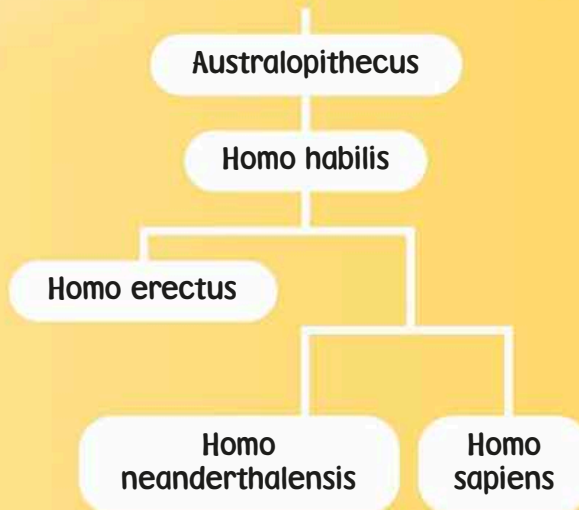 Australopithecus
Homo habilis
Homo erectus
Homo
neanderthalensis
Homo
sapiens